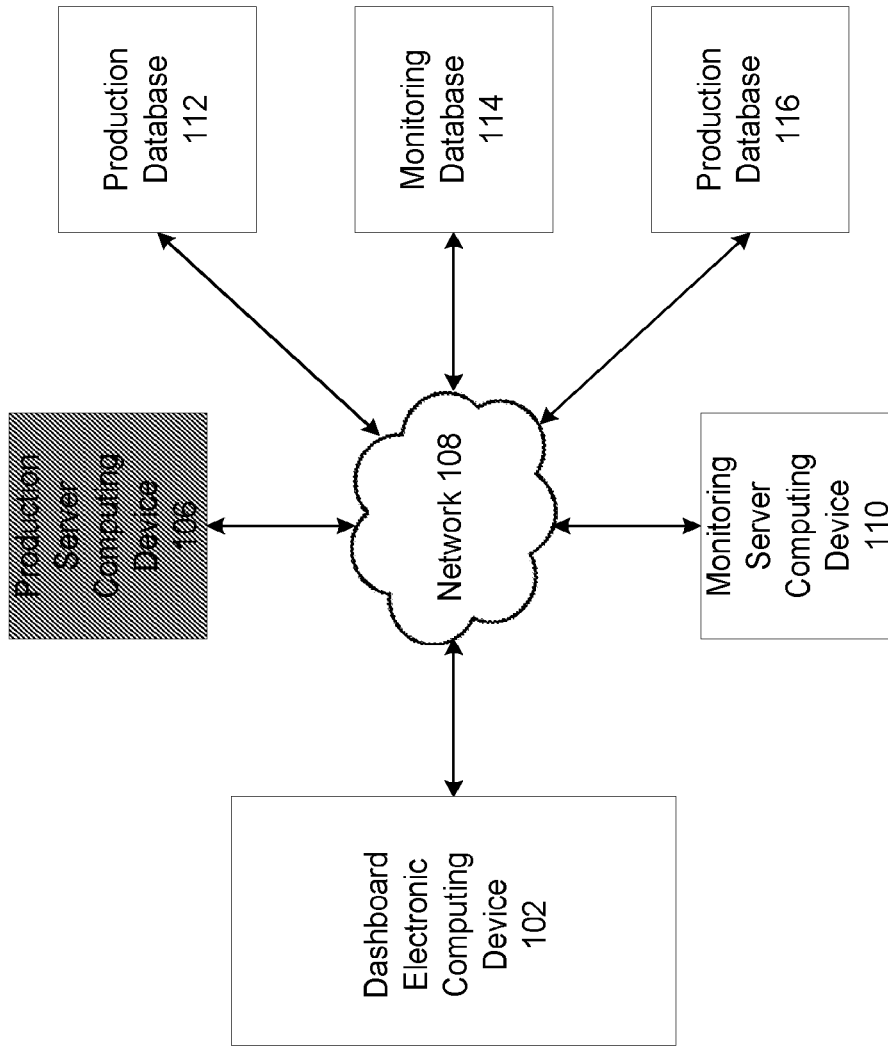 Dashboard
Electronic
Computing
Device
102
Production
Server
Computing
Device
106
Network 108
Monitoring
Server
Computing
Device
110
Production
Database
112
Monitoring
Database
114
Production
Database
116